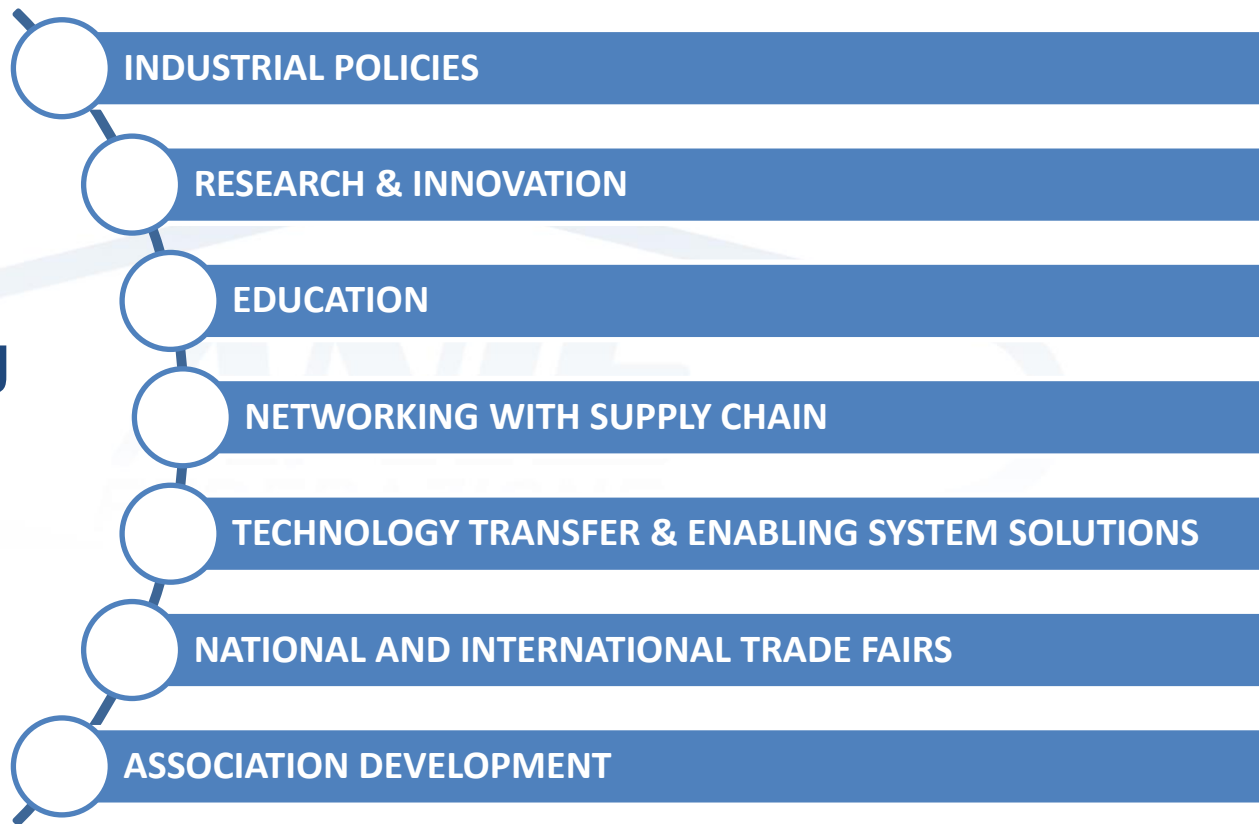 INDUSTRIAL POLICIES
RESEARCH & INNOVATION
EDUCATION
NETWORKING WITH SUPPLY CHAIN
TECHNOLOGY TRANSFER & ENABLING SYSTEM SOLUTIONS
NATIONAL AND INTERNATIONAL TRADE FAIRS
ASSOCIATION DEVELOPMENT